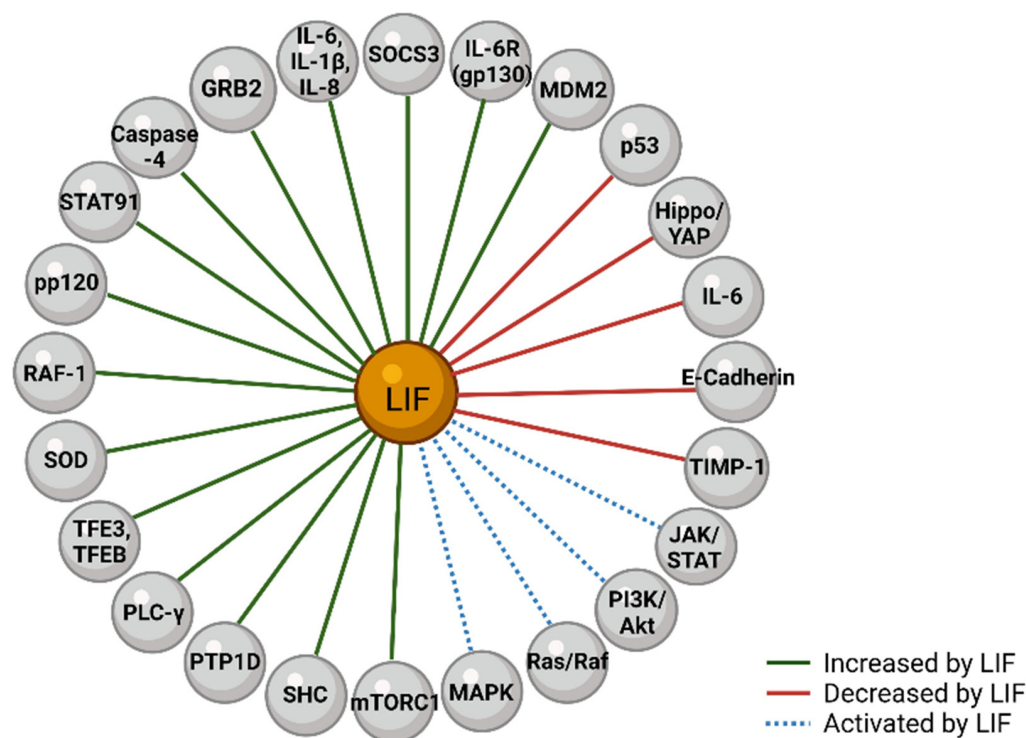 IL-6,
IL-1β,
IL-8
SOCS3
IL-6R
(gp130)
MDM2
p53
Hippo/
YAP
IL-6
E-Cadherin
TIMP-1
JAK/
STAT
PI3K/
Akt
Ras/Raf
MAPK
mTORC1
SHC
PTP1D
PLC-γ
TFE3,
TFEB
SOD
RAF-1
pp120
STAT91
Caspase
-4
GRB2
LIF
Increased by LIF
Decreased by LIF
Activated by LIF